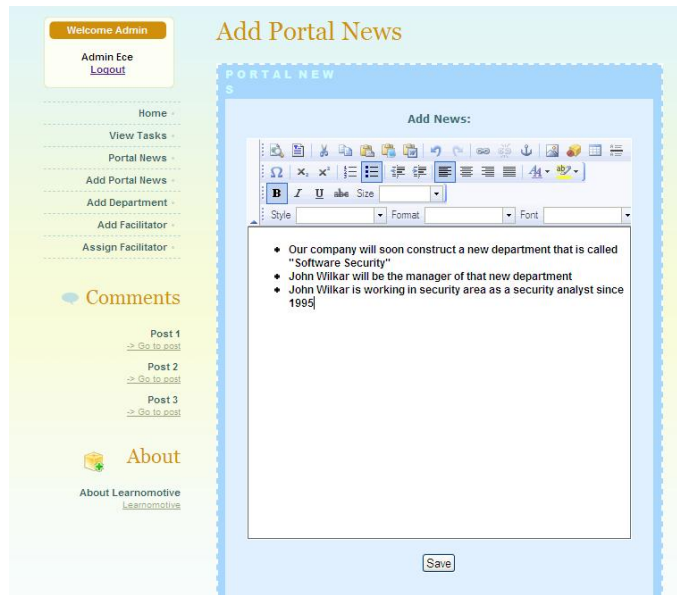 Welcome Admin
Admin Ece
Logout
Home
View Tasks
Portal News
Add Portal News
Add Department
Add Facilitator
Assign Facilitator
Comments
Post 1
-> Go to post
Post 2
-> Go to post
Post 3
-> Go to post
About
About Learnomotive
Learnomotive
Add Portal News
PORTAL NEW
S
Add News:
B I U abc Size
Style Format Font
Our company will soon construct a new department that is called
"Software Security"
John Wilkar will be the manager of that new department
John Wilkar is working in security area as a security analyst since
1995
Save